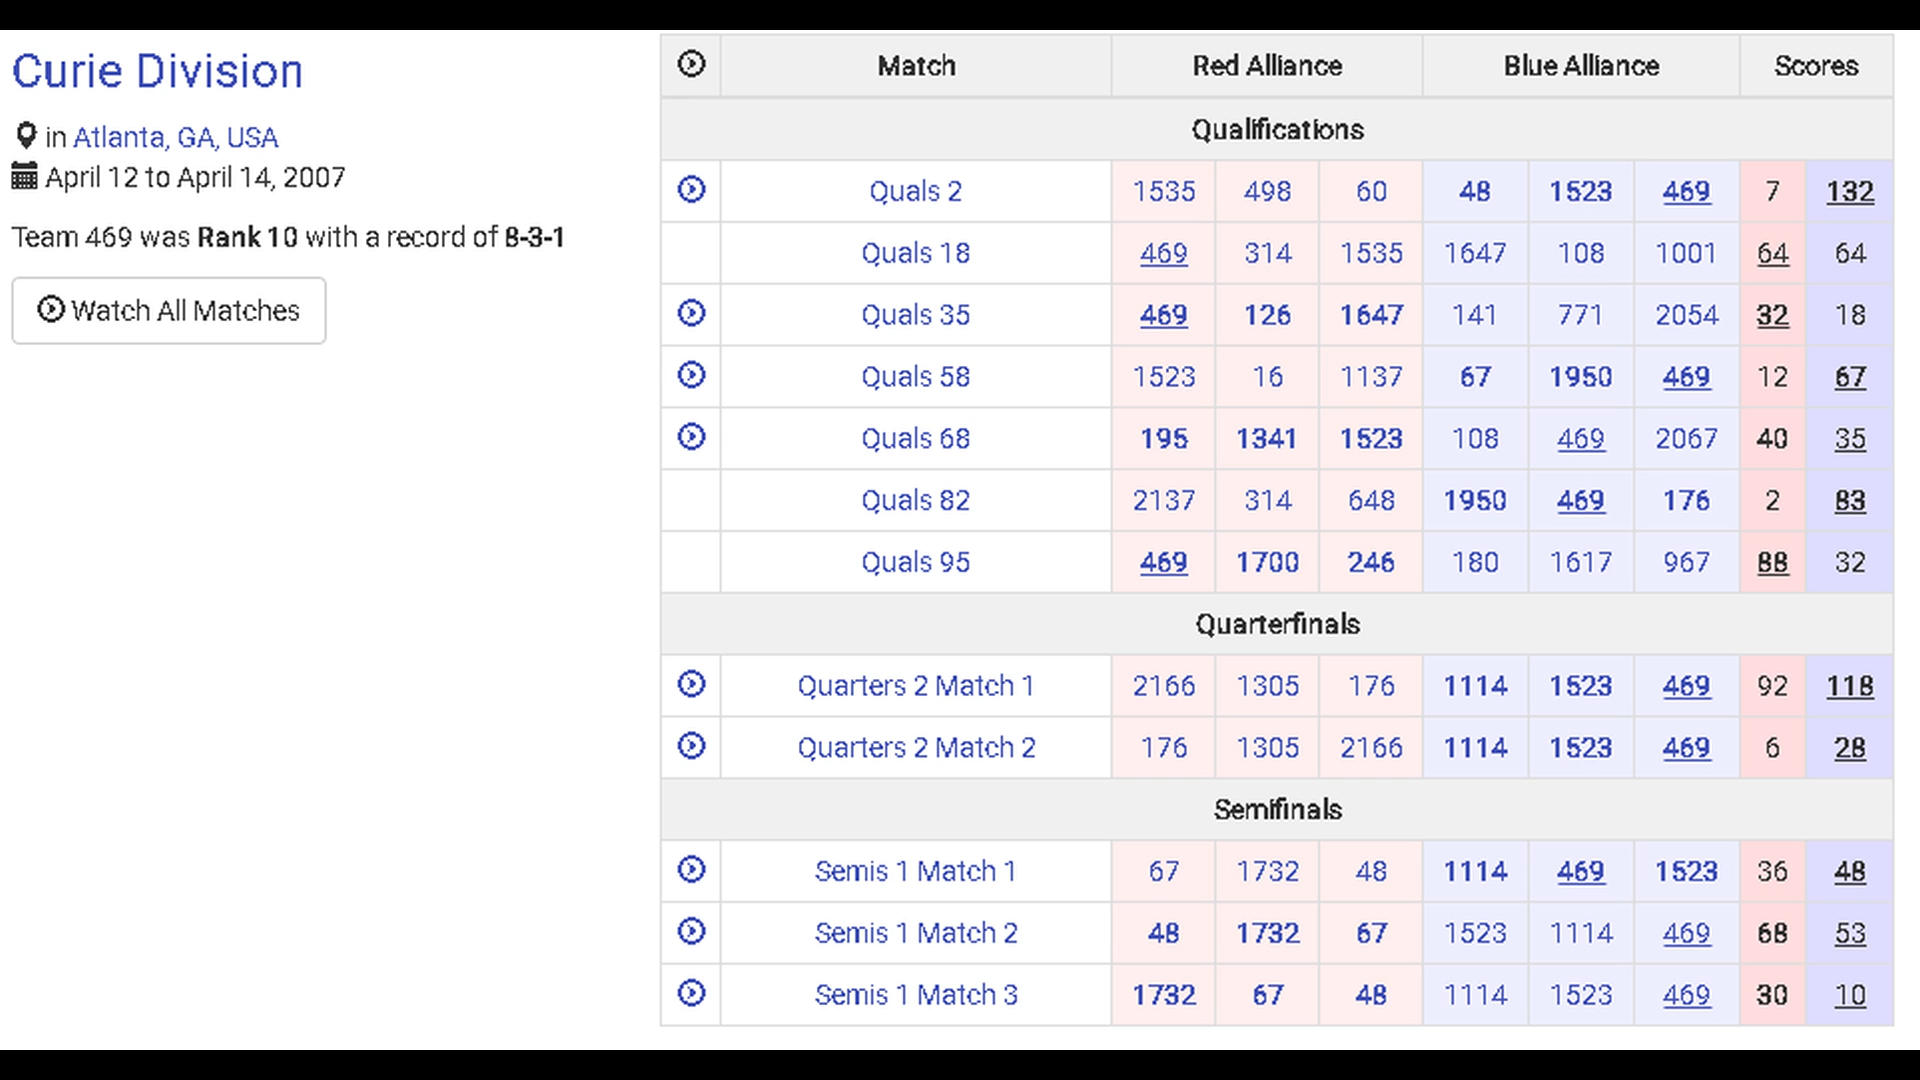 Curie Division
in Atlanta, GA, USA
April 12 to April 14, 2007
Team 469 was Rank 10 with a record of 8-3-1
Watch All Matches
Match Red Alliance Blue Alliance Scores
Qualifications
Quals 2 1535 498 60 48 1523 469 7 132
Quals 18 469 314 1535 1647 108 1001 64 64
Quals 35 469 126 1647 141 771 2054 32 18
Quals 58 1523 16 1137 67 1950 469 12 67
Quals 68 195 1341 1523 108 469 2067 40 35
Quals 82 2137 314 648 1950 469 176 2 83
Quals 95 469 1700 246 180 1617 967 88 32
Quarterfinals
Quarters 2 Match 1 2166 1305 176 1114 1523 469 92 118
Quarters 2 Match 2 176 1305 2166 1114 1523 469 6 28
Semifinals
Semis 1 Match 1 67 1732 48 1114 469 1523 36 48
Semis 1 Match 2 48 1732 67 1523 1114 469 68 53
Semis 1 Match 3 1732 67 48 1114 1523 469 30 10